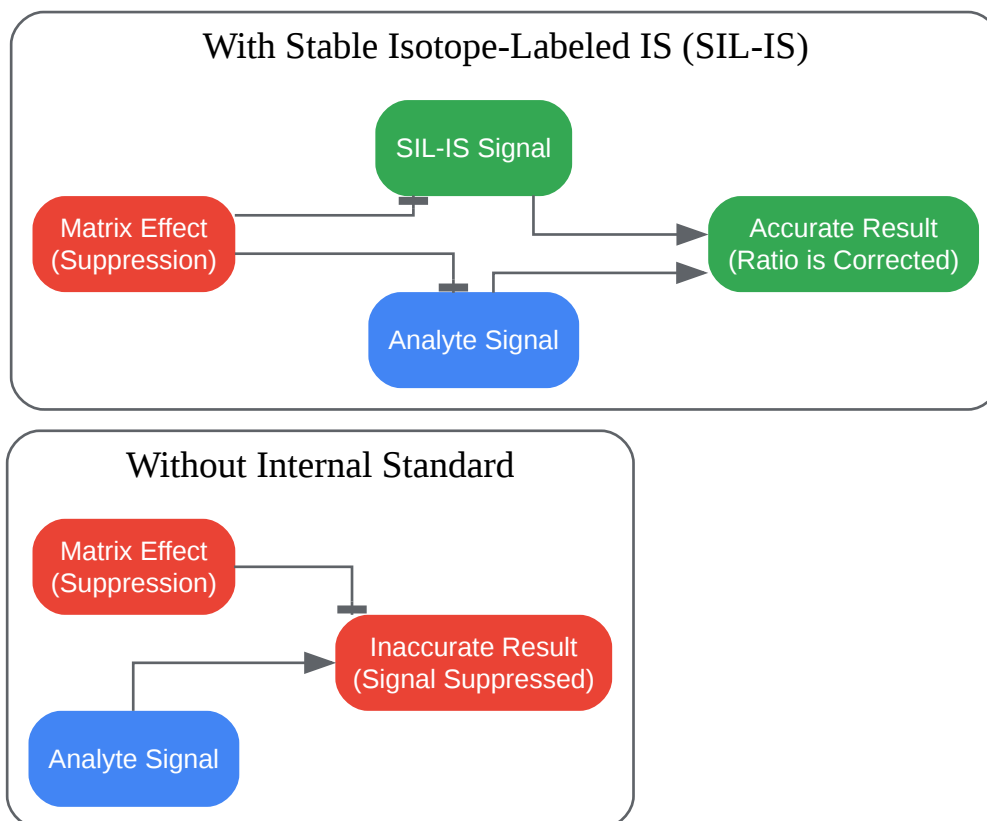 With Stable Isotope-Labeled IS (SIL-IS)
SIL-IS Signal
Matrix Effect
(Suppression)
Accurate Result
(Ratio is Corrected)
Analyte Signal
Without Internal Standard
Matrix Effect
(Suppression)
Inaccurate Result
(Signal Suppressed)
Analyte Signal